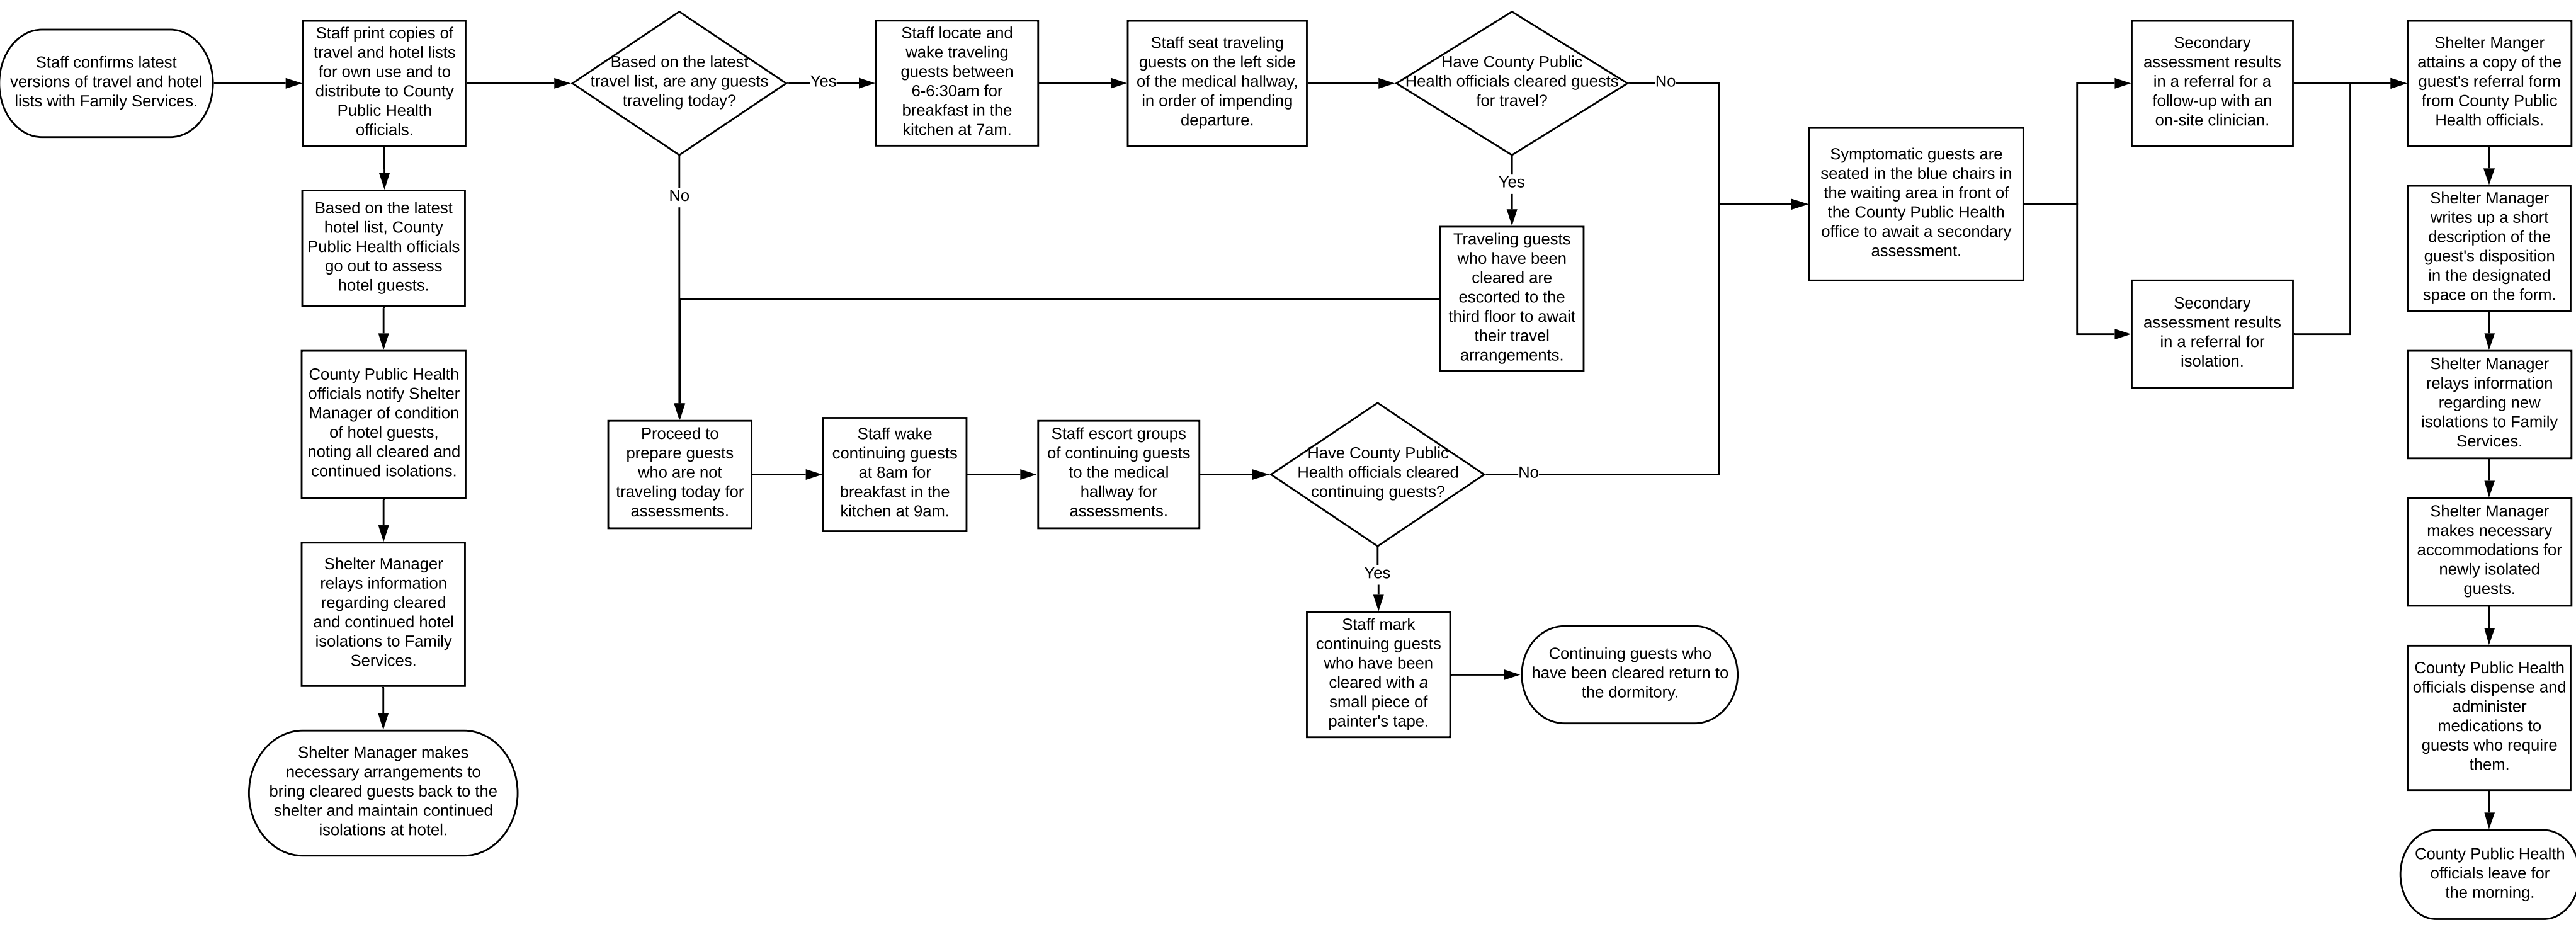 Staff confirms latest
versions of travel and hotel
lists with Family Services.
Staff print copies of
travel and hotel lists
for own use and to
distribute to County
Public Health
officials.
Based on the latest
travel list, are any guests
traveling today?
Yes
Staff locate and
wake traveling
guests between
6-6:30am for
breakfast in the
kitchen at 7am.
Staff seat traveling
guests on the left side
of the medical hallway,
in order of impending
departure.
Have County Public
Health officials cleared guests
for travel?
No
Yes
Traveling guests
who have been
cleared are
escorted to the
third floor to await
their travel
arrangements.
No
Proceed to
prepare guests
who are not
traveling today for
assessments.
Staff wake
continuing guests
at 8am for
breakfast in the
kitchen at 9am.
Staff escort groups
of continuing guests
to the medical
hallway for
assessments.
Have County Public
Health officials cleared
continuing guests?
No
Yes
Staff mark
continuing guests
who have been
cleared with a
small piece of
painter's tape.
Continuing guests who
have been cleared return to
the dormitory.
Based on the latest
hotel list, County
Public Health officials
go out to assess
hotel guests.
County Public Health
officials notify Shelter
Manager of condition
of hotel guests,
noting all cleared and
continued isolations.
Shelter Manager
relays information
regarding cleared
and continued hotel
isolations to Family
Services.
Shelter Manager makes
necessary arrangements to
bring cleared guests back to the
shelter and maintain continued
isolations at hotel.
Symptomatic guests are
seated in the blue chairs in
the waiting area in front of
the County Public Health
office to await a secondary
assessment.
Secondary
assessment results
in a referral for a
follow-up with an
on-site clinician.
Secondary
assessment results
in a referral for
isolation.
Shelter Manger
attains a copy of the
guest's referral form
from County Public
Health officials.
Shelter Manager
writes up a short
description of the
guest's disposition
in the designated
space on the form.
Shelter Manager
relays information
regarding new
isolations to Family
Services.
Shelter Manager
makes necessary
accommodations for
newly isolated
guests.
County Public Health
officials dispense and
administer
medications to
guests who require
them.
County Public Health
officials leave for
the morning.